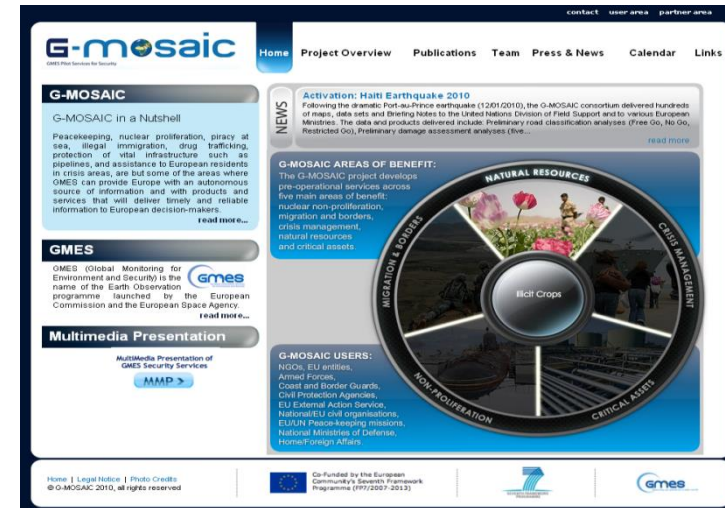 contact user area partner area
G-mosaic
GMES Pilot Services for Security
Home Project Overview Publications Team Press & News Calendar Links
G-MOSAIC
G-MOSAIC in a Nutshell
Peacekeeping, nuclear proliferation, piracy at
sea, illegal immigration, drug trafficking,
protection of vital infrastructure such as
pipelines, and assistance to European residents
in crisis areas, are but some of the areas where
GMES can provide Europe with an autonomous
source of information and with products and
services that will deliver timely and reliable
information to European decision-makers.
read more...
GMES
GMES (Global Monitoring for
Environment and Security) is the
name of the Earth Observation
programme launched by the European
Commission and the European Space Agency.
read more...
Gmes
Multimedia Presentation
MultiMedia Presentation of
GMES Security Services
MMP >
NEWS
Activation: Haiti Earthquake 2010
Following the dramatic Port-au-Prince earthquake (12/01/2010), the G-MOSAIC consortium delivered hundreds
of maps, data sets and Briefing Notes to the United Nations Division of Field Support and to various European
Ministries. The data and products delivered include: Preliminary road classification analyses (Free Go, No Go,
Restricted Go), Preliminary damage assessment analyses (five...
read more
G-MOSAIC AREAS OF BENEFIT:
The G-MOSAIC project develops
pre-operational services across
five main areas of benefit:
nuclear non-proliferation,
migration and borders,
crisis management,
natural resources
and critical assets.
NATURAL RESOURCES
CRISIS MANAGEMENT
CRITICAL ASSETS
NON-PROLIFERATION
MIGRATION & BORDERS
Illicit Crops
G-MOSAIC USERS:
NGOs, EU entities,
Armed Forces,
Coast and Border Guards,
Civil Protection Agencies,
EU External Action Service,
National/EU civil organisations,
EU/UN Peace-keeping missions,
National Ministries of Defense,
Home/Foreign Affairs.
Home | Legal Notice | Photo Credits
© G-MOSAIC 2010, all rights reserved
Co-Funded by the European
Community's Seventh Framework
Programme (FP7/2007-2013)
SEVENTH FRAMEWORK
PROGRAMME
Gmes